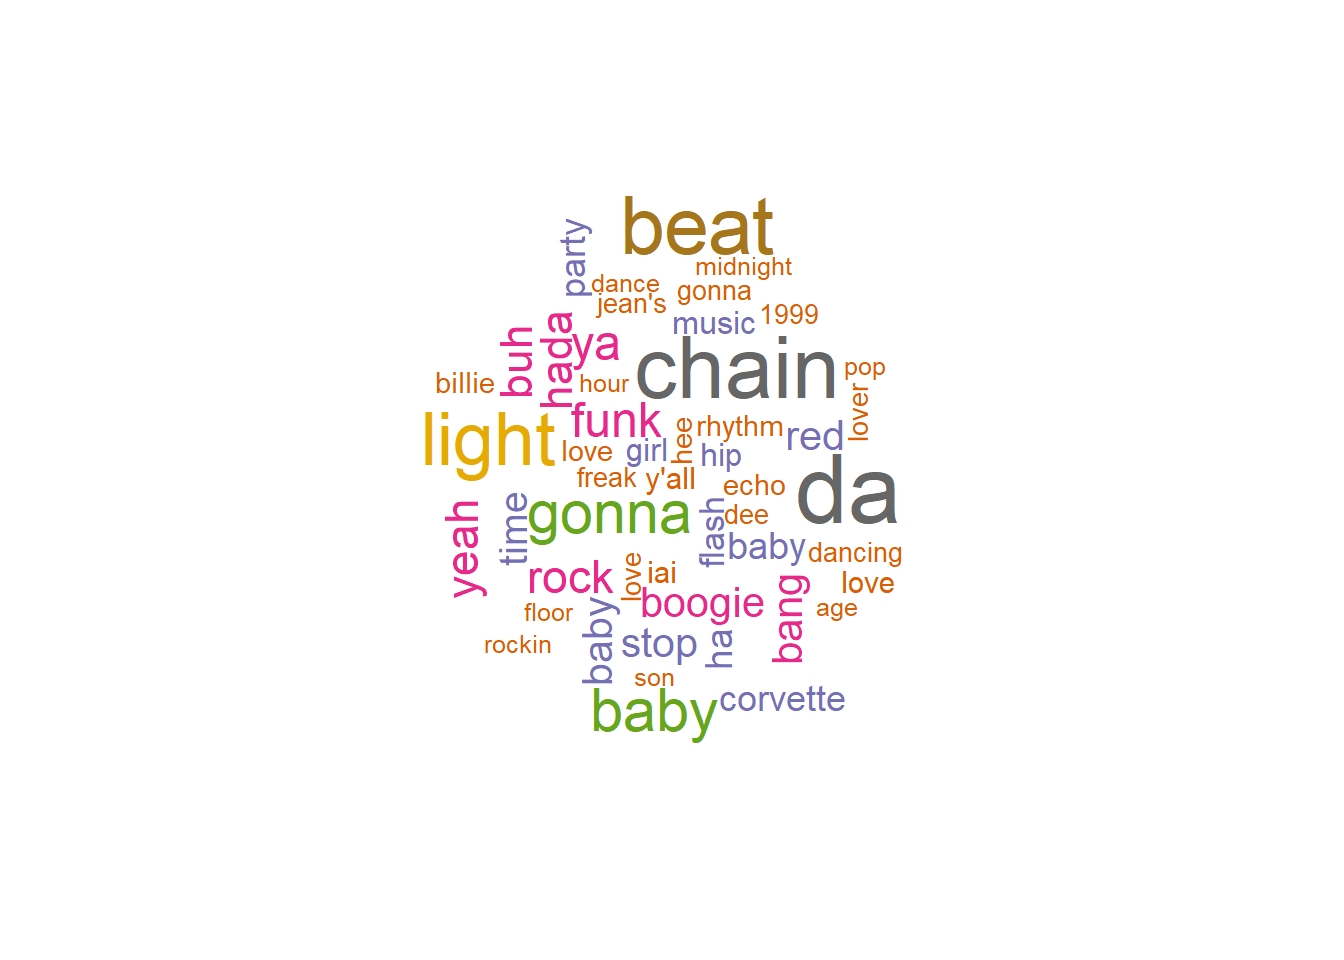 beat
party
midnight
dance
gonna
jean's
1999
music
buh
hada
ya
chain
pop
billie
hour
lover
funk
light
hee
rhythm
red
love
girl
hip
freak
y'all
echo
da
time
gonna
flash
dee
yeah
baby
dancing
rock
love
iai
love
boogie
bang
age
floor
baby
stop
ha
rockin
son
baby
corvette